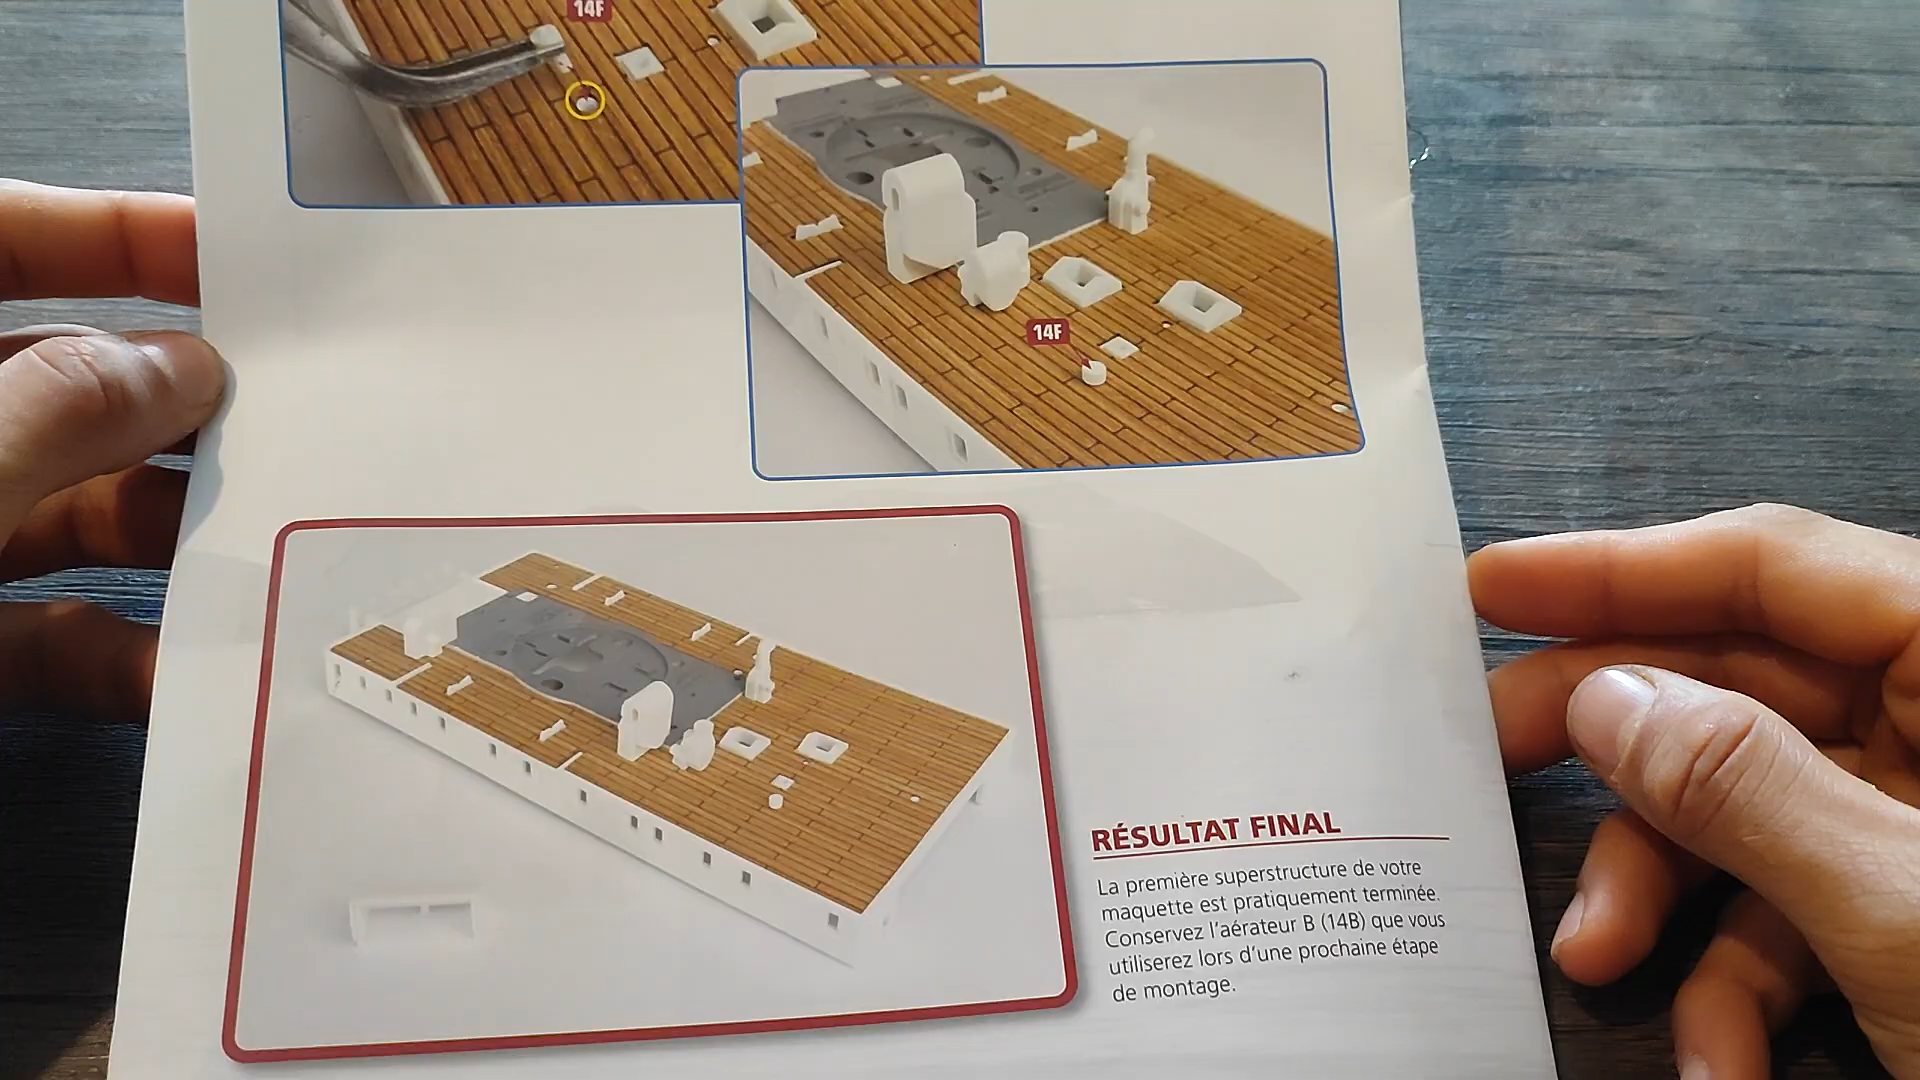 14F
14F
RÉSULTAT FINAL
La première superstructure de votre
maquette est pratiquement terminée.
Conservez l'aérateur B (14B) que vous
utiliserez lors d'une prochaine étape
de montage.